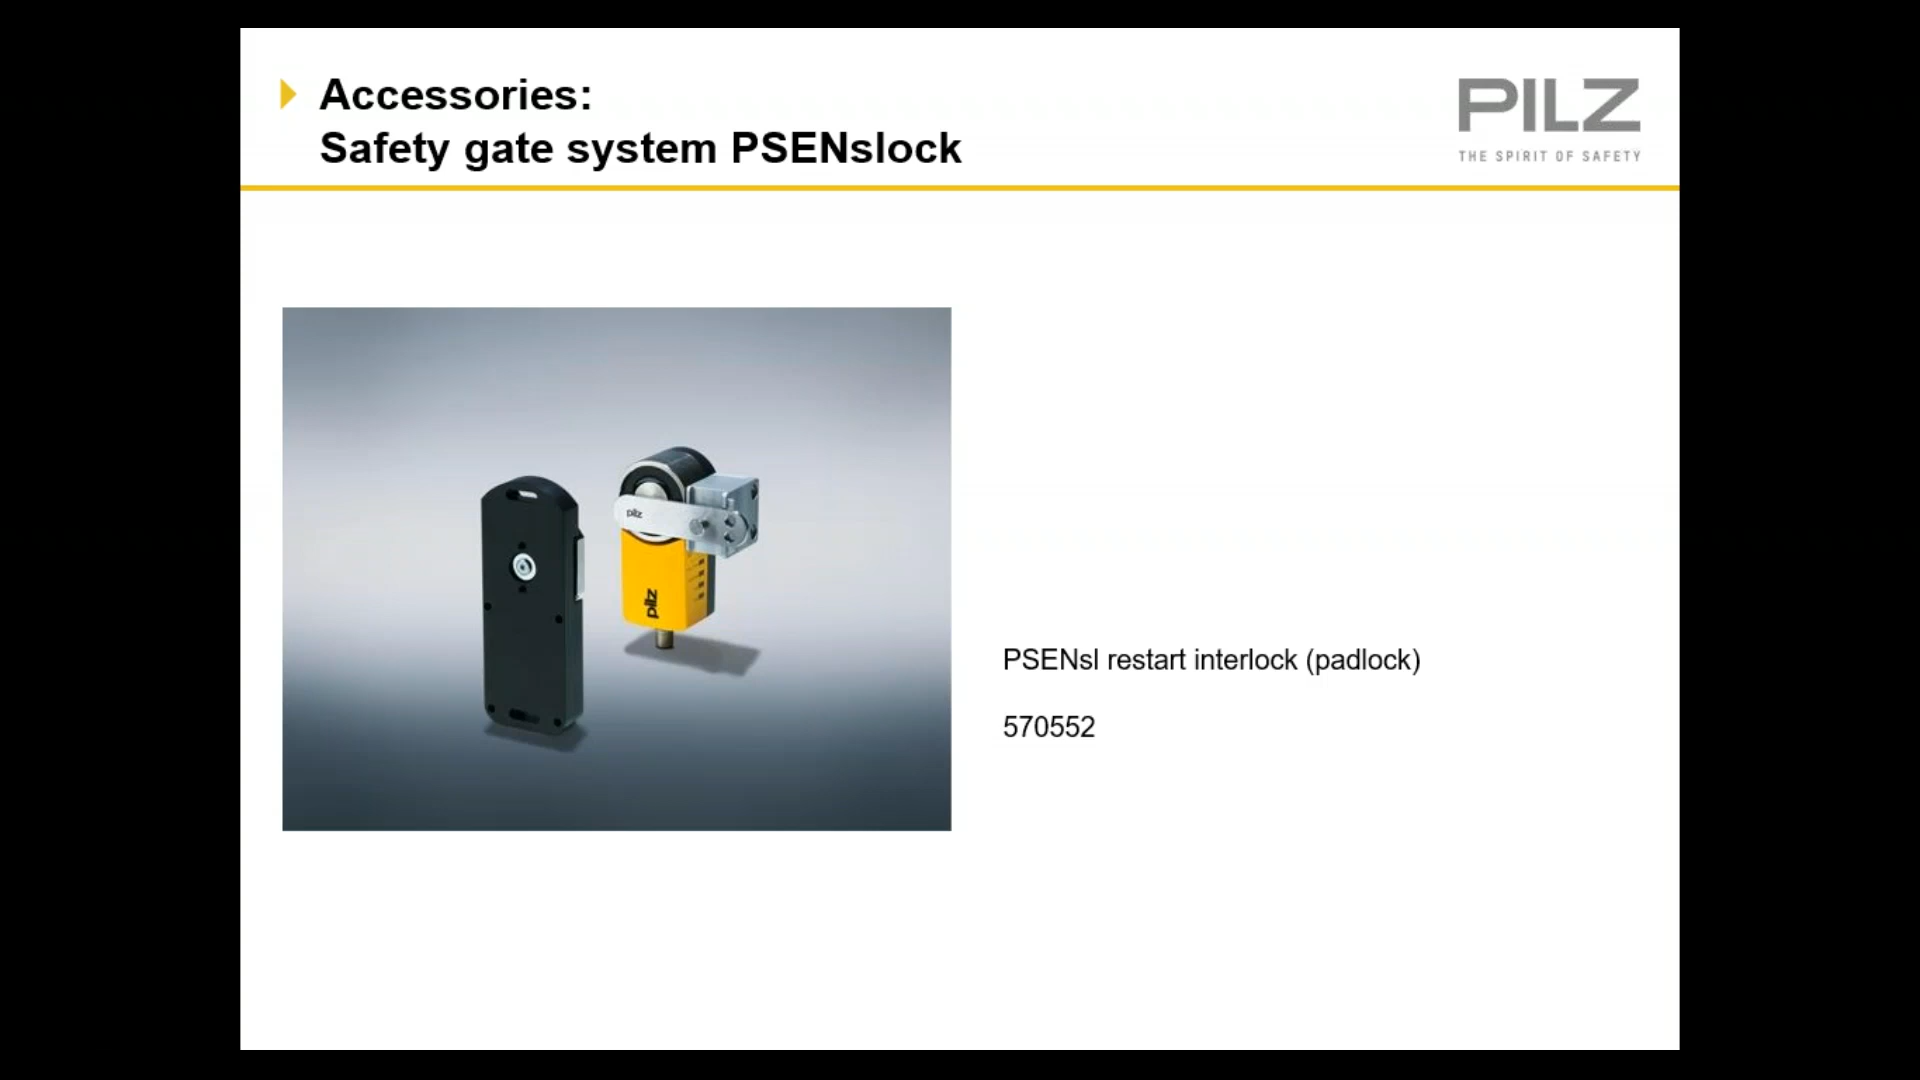 Accessories:
Safety gate system PSENslock
PILZ
THE SPIRIT OF SAFETY
pilz
pilz
PSENsl restart interlock (padlock)
570552